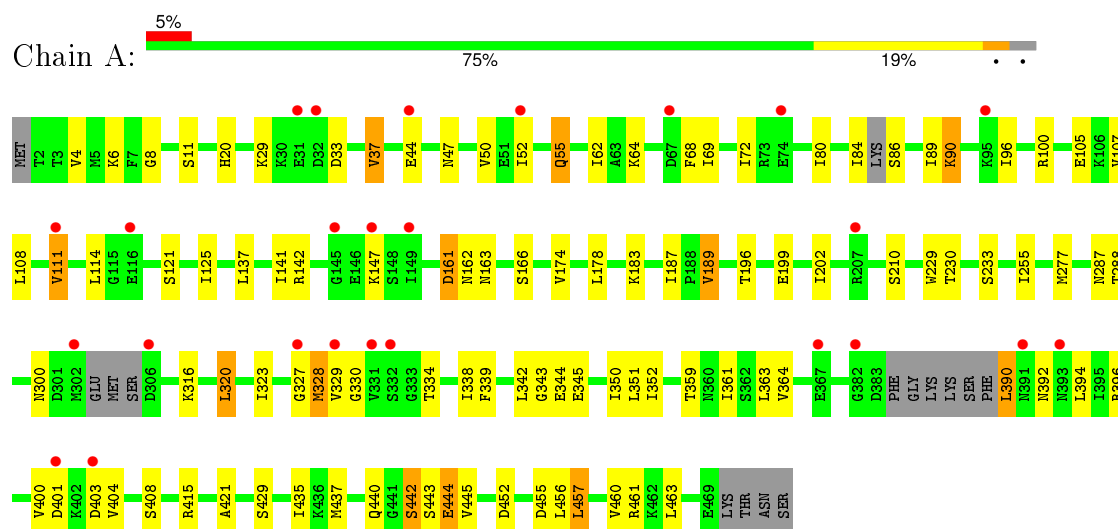 5%
Chain A:
75% 19% • •
MET T2 T3 V4 M5 K6 F7 G8 S11 H20 K29 K30 E31 D32 D33 V37 E44 N47 V50 E51 I52 Q55 I62 A63 K64 D67 F68 I69 I72 R73 E74 I80 I84 LYS S86 I89 K90 K95 I96 R100 E105 K106
L108 V111 L114 G115 E116 S121 I125 L137 I141 R142 G145 E146 K147 S148 I149 D161 N162 N163 S166 V174 L178 K183 I187 P188 V189 T196 E199 I202 R207 S210 W229 T230 S233 I255 M277 N287 T288
N300 D301 M302 GLU MET SER D306 K316 L320 I323 G327 M328 V329 G330 V331 S332 G333 T334 I338 F339 L342 G343 E344 E345 I350 L351 I352 T359 N360 I361 S362 L363 V364 E367 G382 D383 PHE GLY LYS LYS SER PHE L390 N391 N392 N393 L394 I395
V400 D401 K402 D403 V404 S408 R415 A421 S429 I435 K436 M437 Q440 G441 S442 S443 E444 V445 D452 D455 L456 L457 V460 R461 K462 L463 E469 LYS THR ASN SER